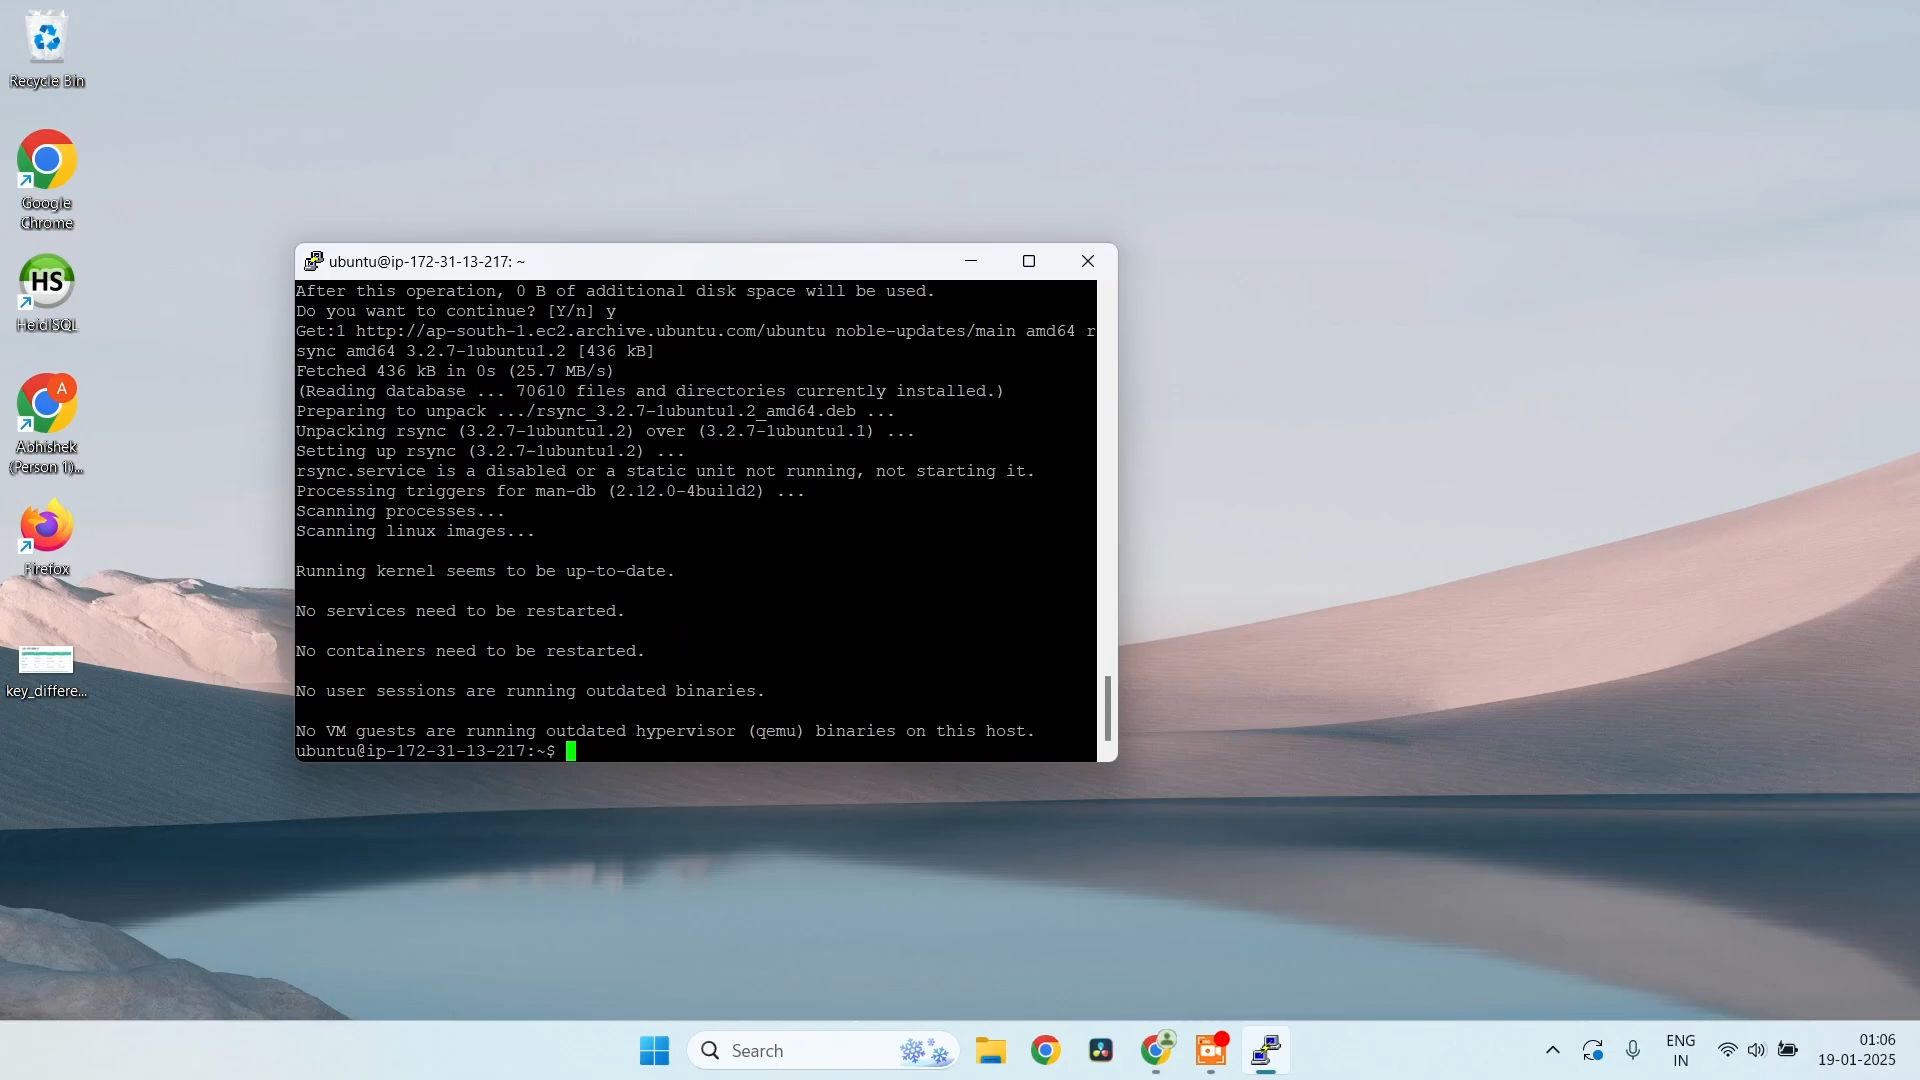 Recycle Bin
Google
Chrome
HS
HeidiSQL
A
Abhishek
(Person 1)...
Firefox
key_differe...
ubuntu@ip-172-31-13-217: ~
After this operation, 0 B of additional disk space will be used.
Do you want to continue? [Y/n] y
Get:1 http://ap-south-1.ec2.archive.ubuntu.com/ubuntu noble-updates/main amd64 r
sync amd64 3.2.7-1ubuntu1.2 [436 kB]
Fetched 436 kB in 0s (25.7 MB/s)
(Reading database ... 70610 files and directories currently installed.)
Preparing to unpack .../rsync_3.2.7-1ubuntu1.2_amd64.deb ...
Unpacking rsync (3.2.7-1ubuntu1.2) over (3.2.7-1ubuntu1.1) ...
Setting up rsync (3.2.7-1ubuntu1.2) ...
rsync.service is a disabled or a static unit not running, not starting it.
Processing triggers for man-db (2.12.0-4build2) ...
Scanning processes...
Scanning linux images...
Running kernel seems to be up-to-date.
No services need to be restarted.
No containers need to be restarted.
No user sessions are running outdated binaries.
No VM guests are running outdated hypervisor (qemu) binaries on this host.
ubuntu@ip-172-31-13-217:~$
Search
ENG
IN
01:06
19-01-2025